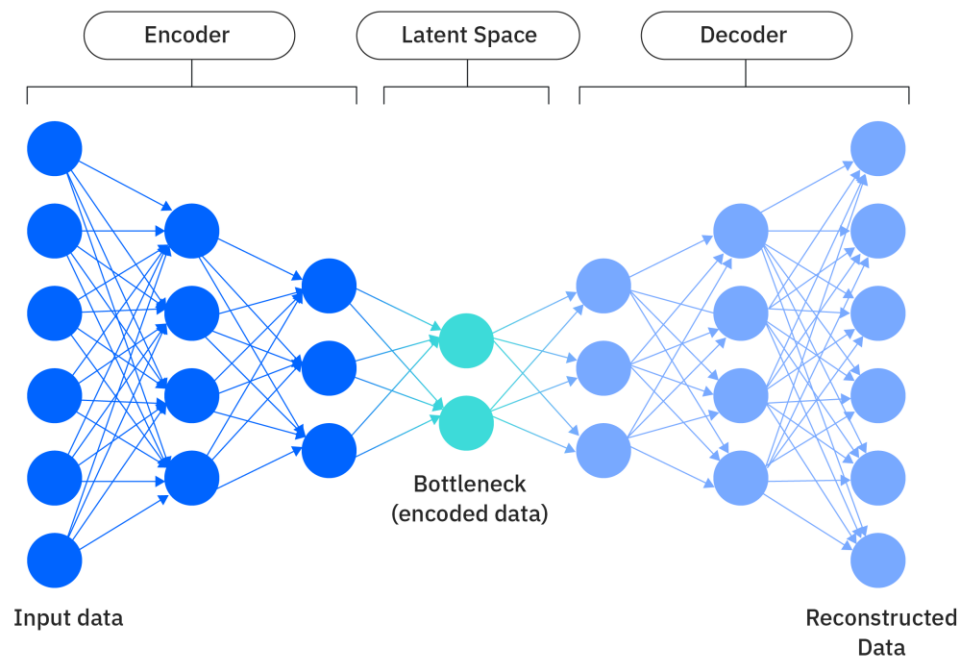 Encoder
Latent Space
Decoder
Bottleneck
(encoded data)
Input data
Reconstructed
Data